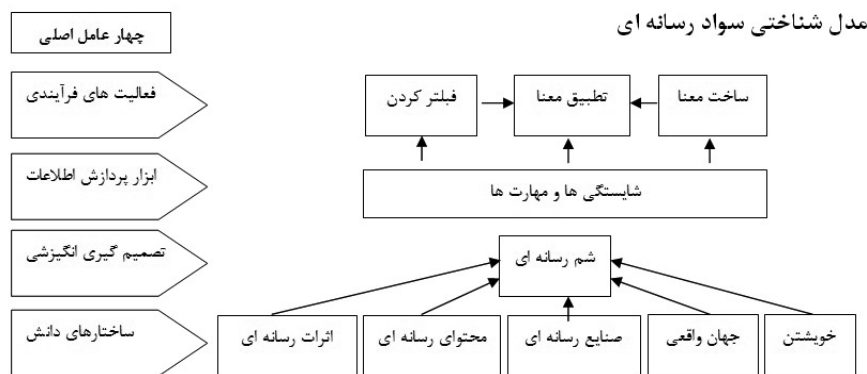 مدل شناختی سواد رسانه ای
چهار عامل اصلی
ساخت معنا
تطبیق معنا
فیلتر کردن
فعالیت های فرآیندی
شایستگی ها و مهارت ها
ابزار پردازش اطلاعات
شم رسانه ای
تصمیم گیری انگیزشی
خویشتن
جهان واقعی
صنایع رسانه ای
محتوای رسانه ای
اثرات رسانه ای
ساختارهای دانش